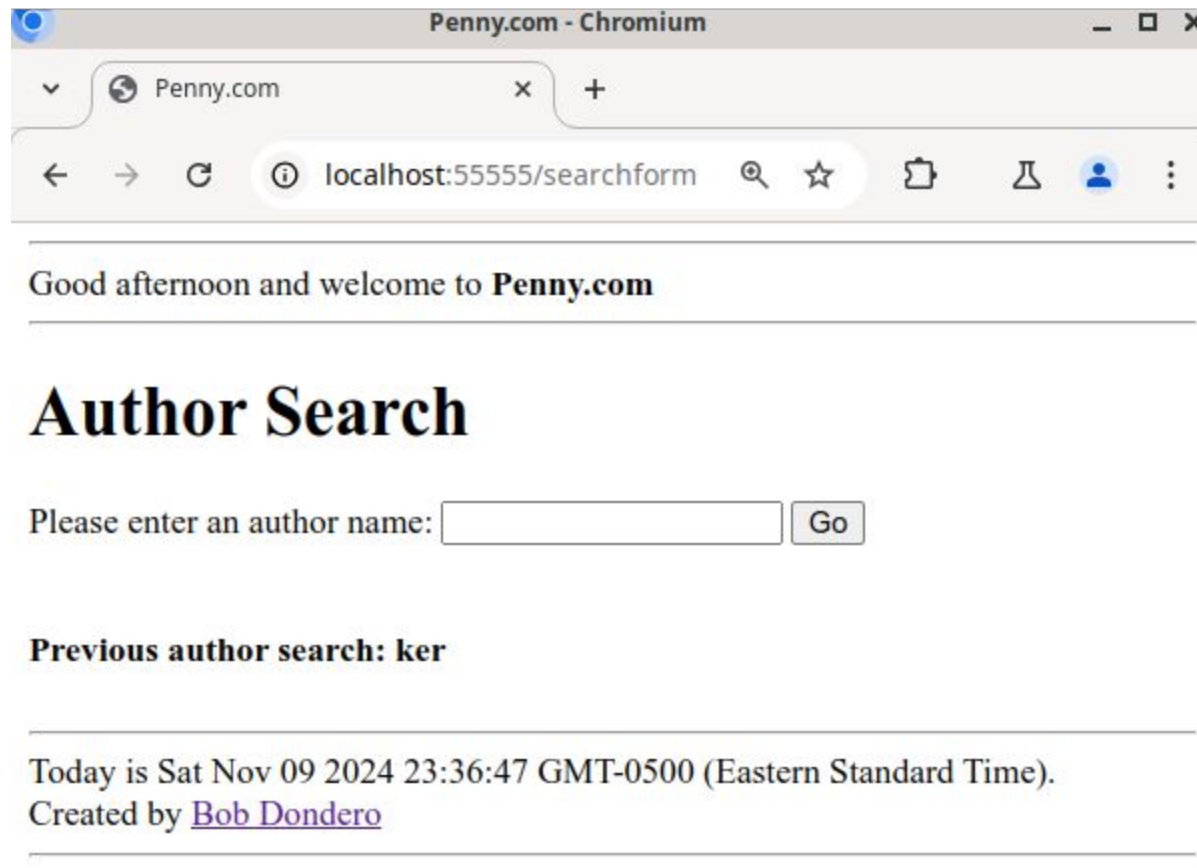 Penny.com - Chromium
Penny.com
localhost:55555/searchform
Good afternoon and welcome to Penny.com
Author Search
Please enter an author name: Go
Previous author search: ker
Today is Sat Nov 09 2024 23:36:47 GMT-0500 (Eastern Standard Time).
Created by Bob Dondero